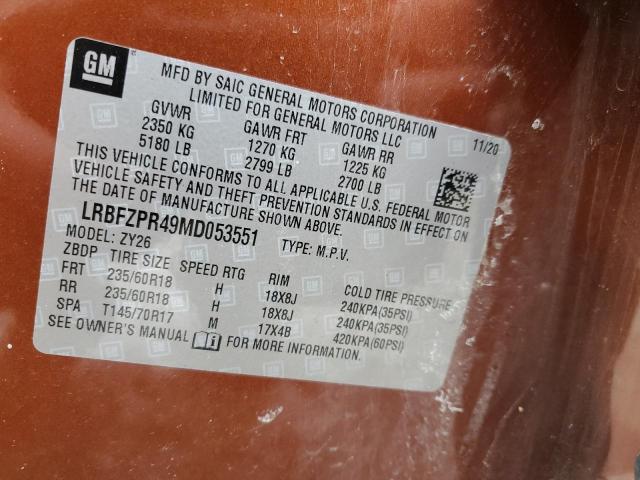 GM
MFD BY SAIC GENERAL MOTORS CORPORATION
LIMITED FOR GENERAL MOTORS LLC
11/20
GVWR GAWR FRT GAWR RR
2350 KG 1270 KG 1225 KG
5180 LB 2799 LB 2700 LB
THIS VEHICLE CONFORMS TO ALL APPLICABLE U.S. FEDERAL MOTOR
VEHICLE SAFETY AND THEFT PREVENTION STANDARDS IN EFFECT ON
THE DATE OF MANUFACTURE SHOWN ABOVE.
LRBFZPR49MD053551 TYPE: M.P.V.
MODEL: ZY26
ZBDP TIRE SIZE SPEED RTG RIM COLD TIRE PRESSURE
FRT 235/60R18 H 18X8J 240KPA(35PSI)
RR 235/60R18 H 18X8J 240KPA(35PSI)
SPA T145/70R17 M 17X4B 420KPA(60PSI)
SEE OWNER'S MANUAL FOR MORE INFORMATION.